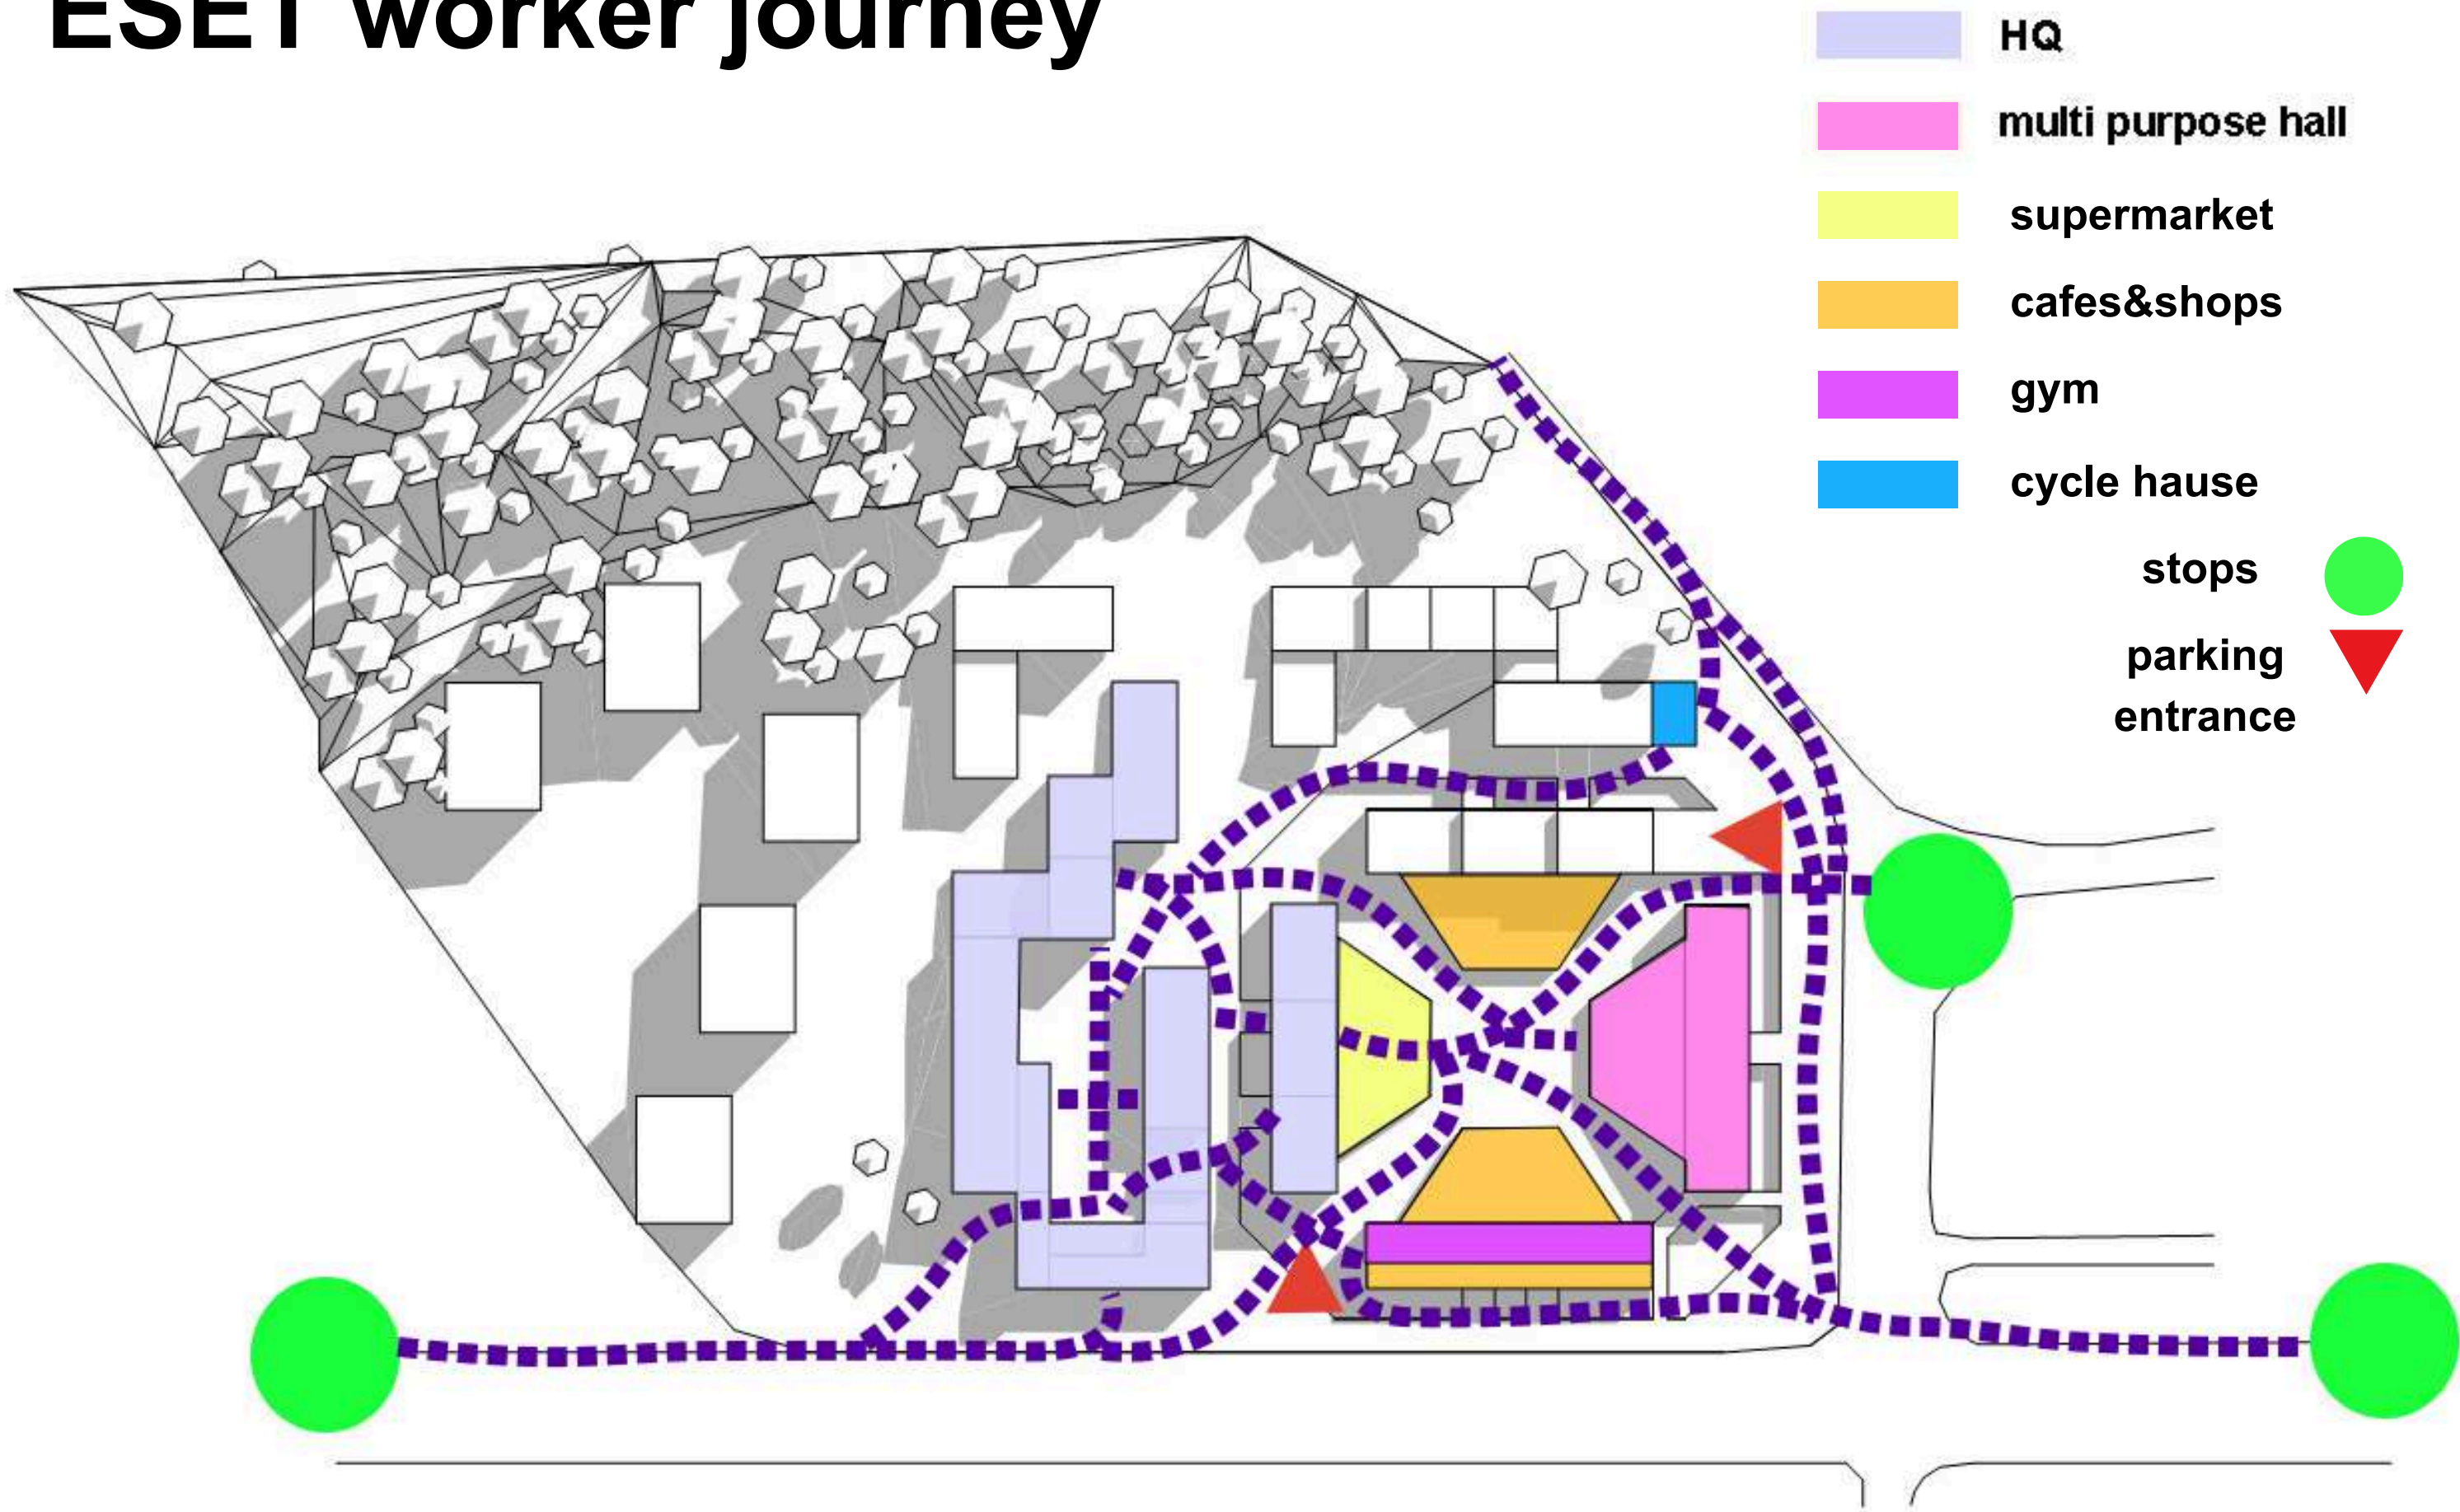 ESET worker journey
HQ
multi purpose hall
supermarket
cafes&shops
gym
cycle hause
stops
parking
entrance